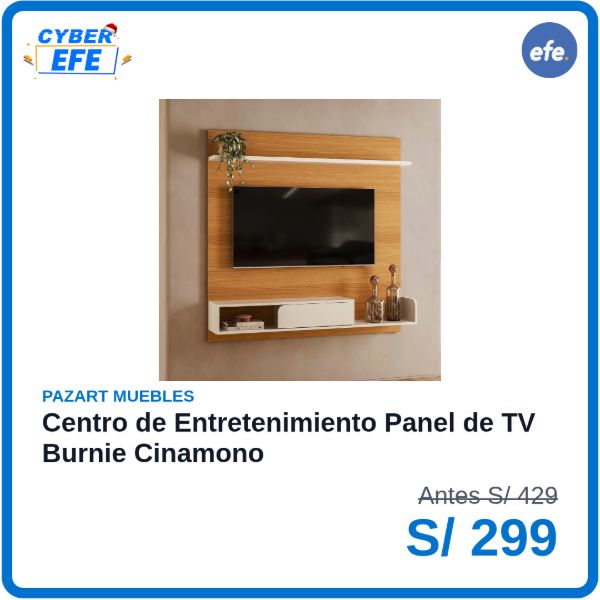 CYBER
EFE
efe.
PAZART MUEBLES
Centro de Entretenimiento Panel de TV
Burnie Cinamono
Antes S/ 429
S/ 299